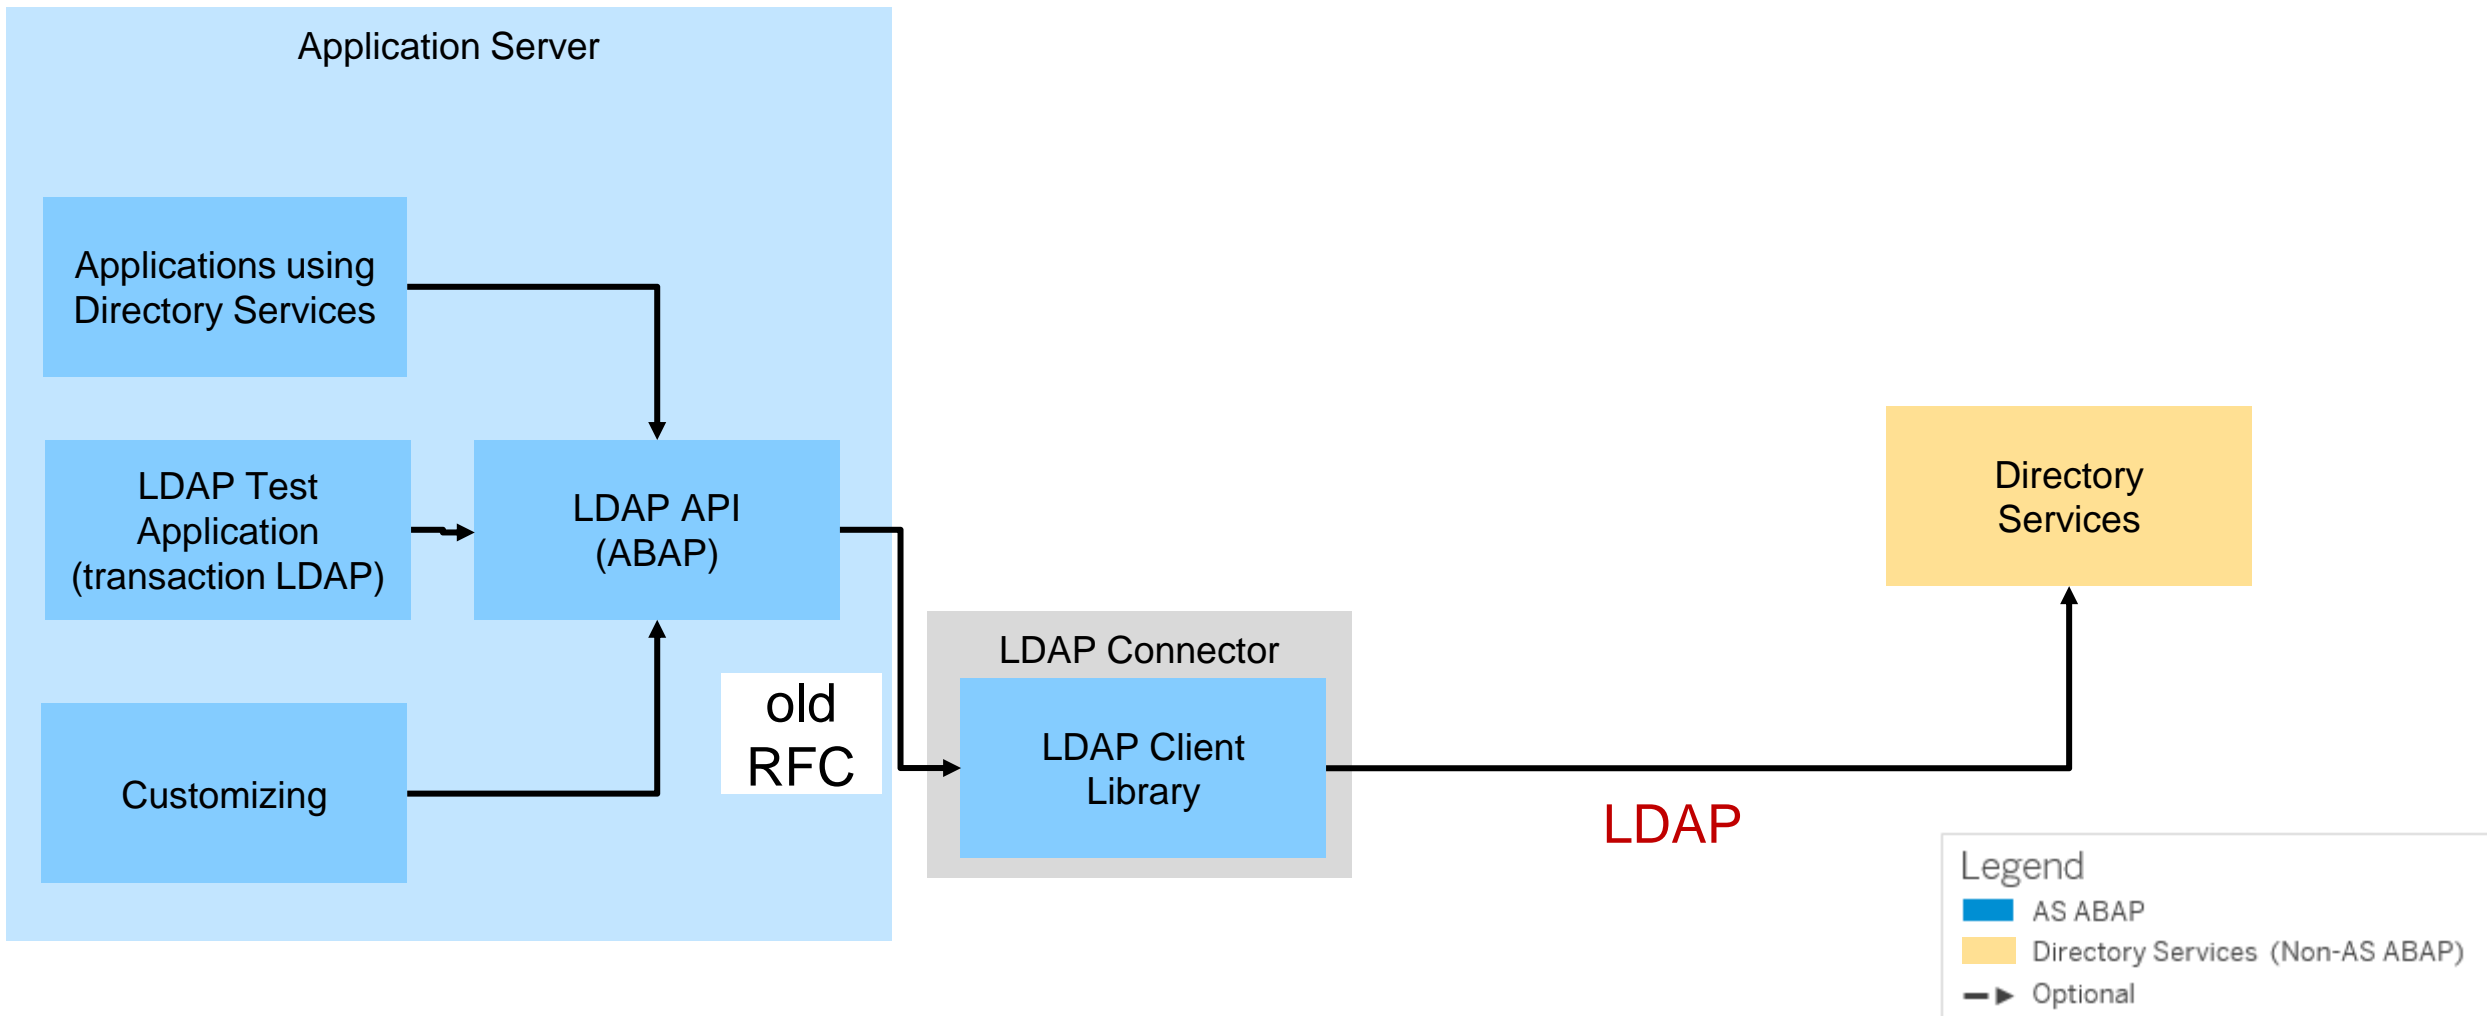 Application Server
Applications using
Directory Services
LDAP Test
Application
(transaction LDAP)
LDAP API
(ABAP)
Customizing
old
RFC
LDAP Connector
LDAP Client
Library
LDAP
Directory
Services
Legend
AS ABAP
Directory Services (Non-AS ABAP)
Optional